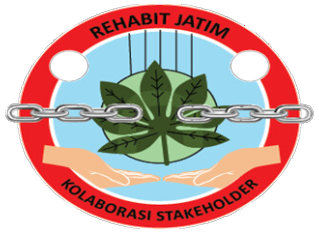 REHABIT JATIM
KOLABORASI STAKEHOLDER